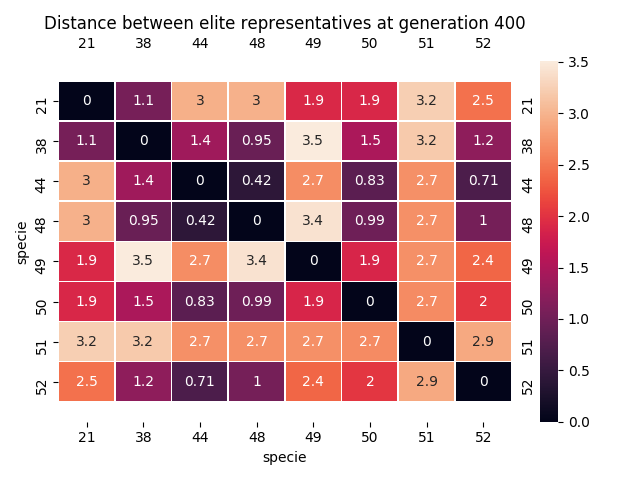 Distance between elite representatives at generation 400
21 38 44 48 49 50 51 52
21 0 1.1 3 3 1.9 1.9 3.2 2.5 21
38 1.1 0 1.4 0.95 3.5 1.5 3.2 1.2 38
44 3 1.4 0 0.42 2.7 0.83 2.7 0.71 44
48 3 0.95 0.42 0 3.4 0.99 2.7 1 48
49 1.9 3.5 2.7 3.4 0 1.9 2.7 2.4 49
50 1.9 1.5 0.83 0.99 1.9 0 2.7 2 50
51 3.2 3.2 2.7 2.7 2.7 2.7 0 2.9 51
52 2.5 1.2 0.71 1 2.4 2 2.9 0 52
21 38 44 48 49 50 51 52
specie
specie
3.5
3.0
2.5
2.0
1.5
1.0
0.5
0.0